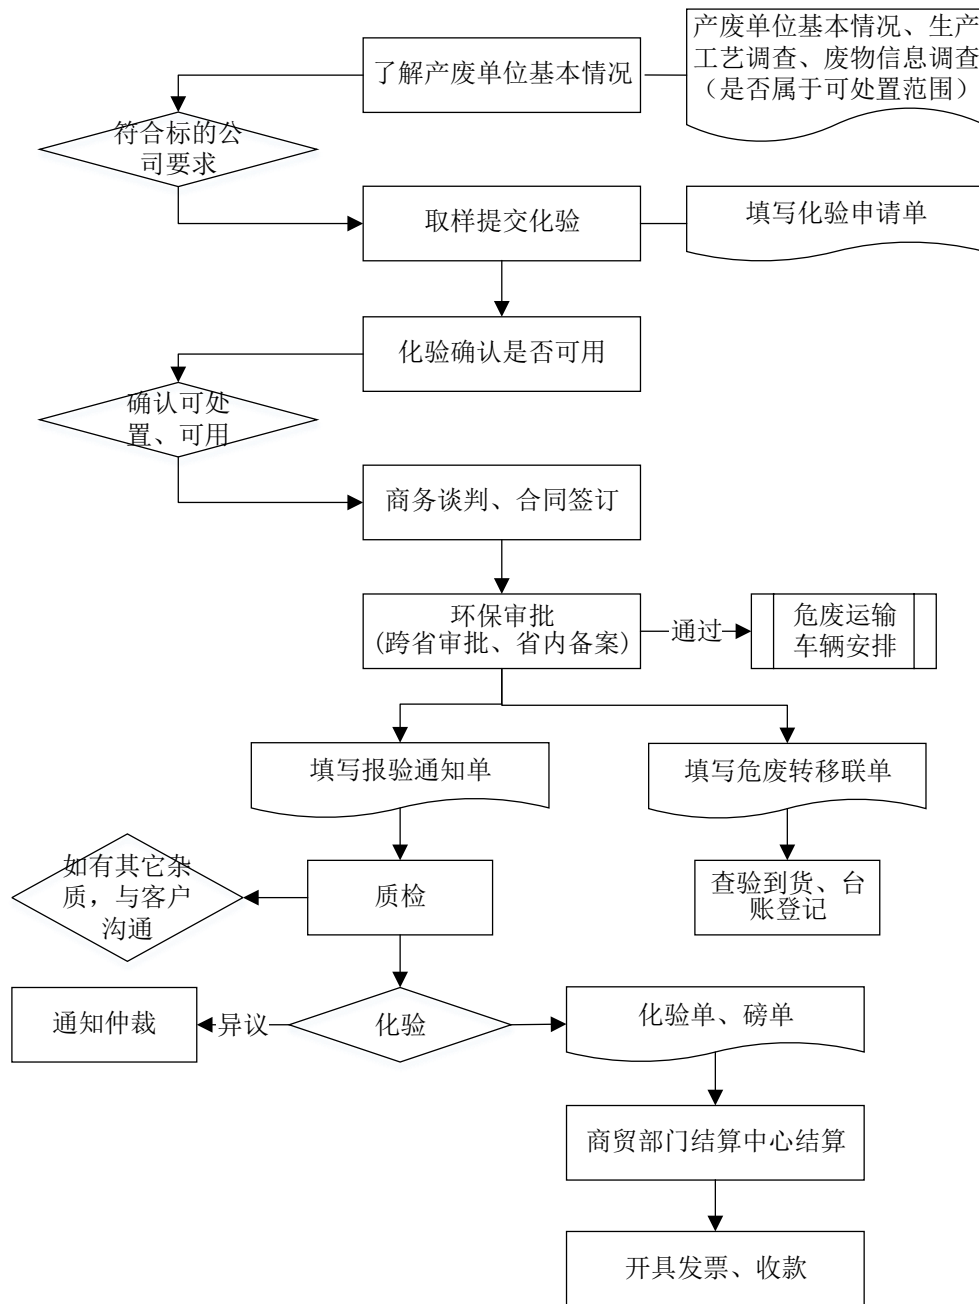 了解产废单位基本情况
产废单位基本情况、生产
工艺调查、废物信息调查
（是否属于可处置范围）
符合标的公
司要求
取样提交化验
填写化验申请单
化验确认是否可用
确认可处
置、可用
商务谈判、合同签订
环保审批
(跨省审批、省内备案)
通过
危废运输
车辆安排
填写报验通知单
填写危废转移联单
如有其它杂
质，与客户
沟通
质检
查验到货、台
账登记
通知仲裁
异议
化验
化验单、磅单
商贸部门结算中心结算
开具发票、收款